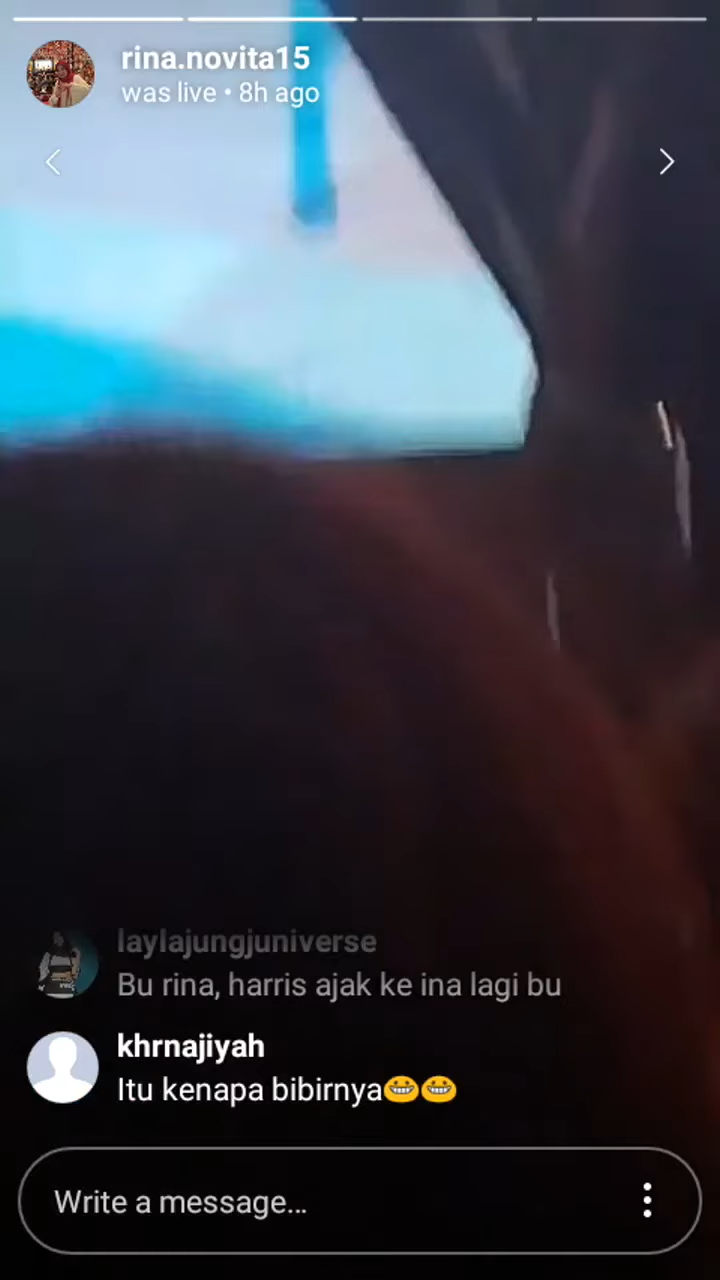 rina.novita15
was live • 8h ago
laylajungjuniverse
Bu rina, harris ajak ke ina lagi bu
khrnajiyah
Itu kenapa bibirnya😁😁
Write a message...